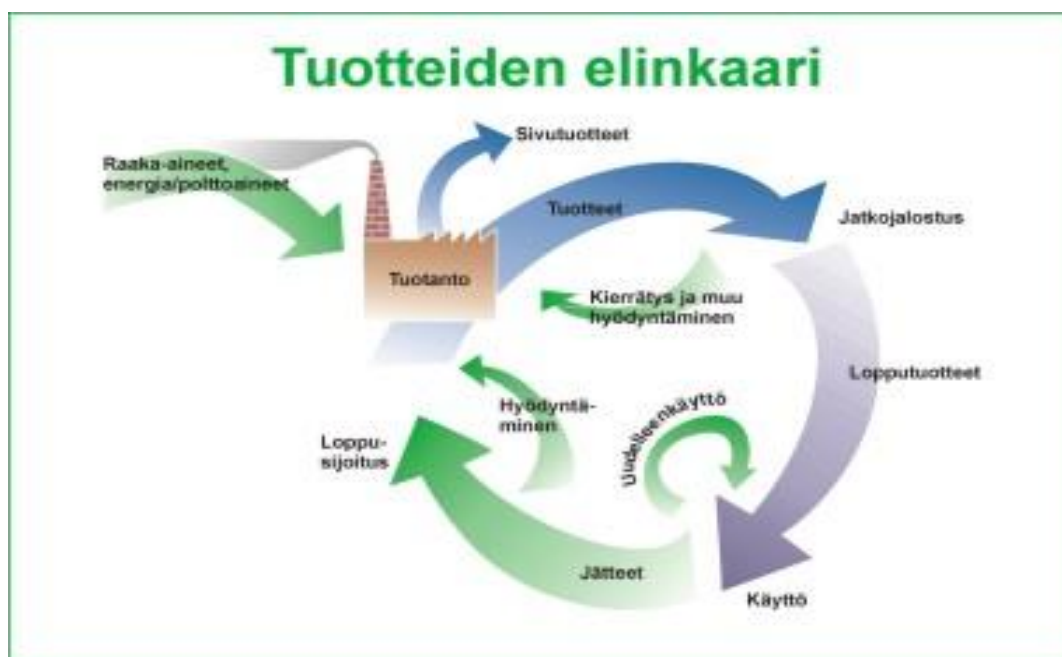 Tuotteiden elinkaari
Sivutuotteet
Raaka-aineet,
energia/polttoaineet
Tuotteet
Jatkojalostus
Tuotanto
Kierrätys ja muu
hyödyntäminen
Lopputuotteet
Hyödyntä-
minen
Uudelleenkäyttö
Loppu-
sijoitus
Jätteet
Käyttö